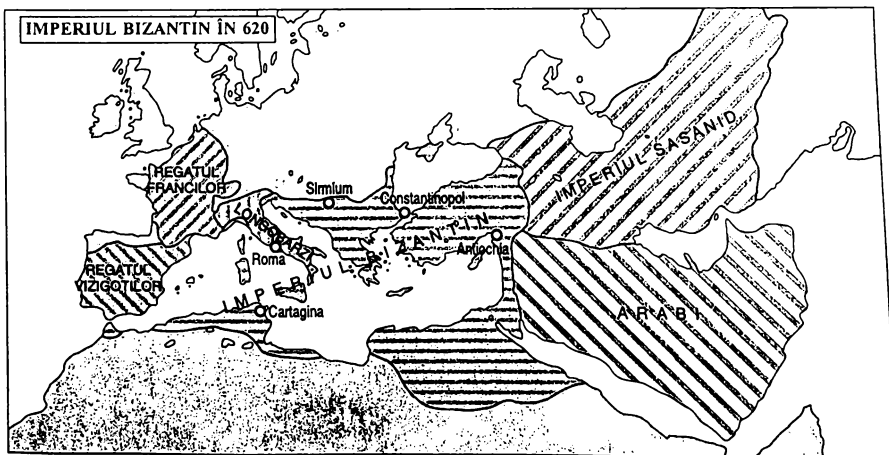 IMPERIUL BIZANTIN ÎN 620
REGATUL
FRANCILOR
REGATUL
VIZIGOȚILOR
Sirmium
Constantinopol
LONGOBARZI
Roma
Cartagina
Antiochia
IMPERIUL BIZANTIN
IMPERIUL SASANID
ARABI